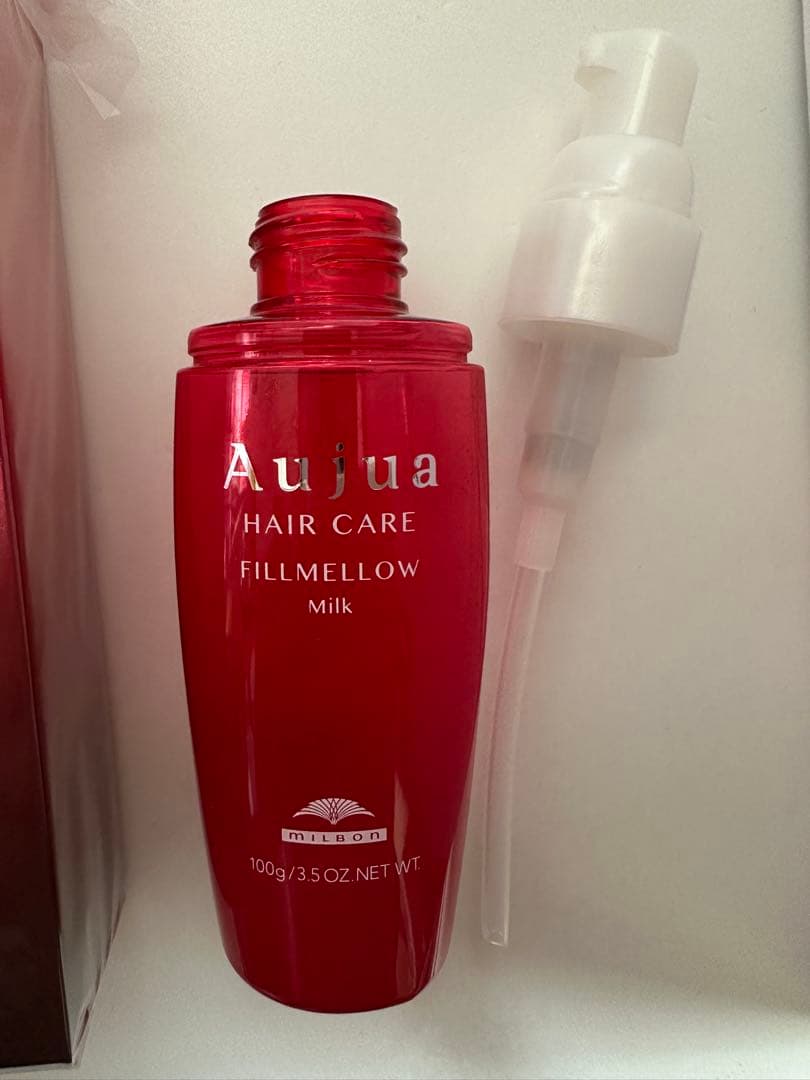 Aujua
HAIR CARE
FILLMELLOW
Milk
MILBON
100g/3.5 OZ. NET WT.